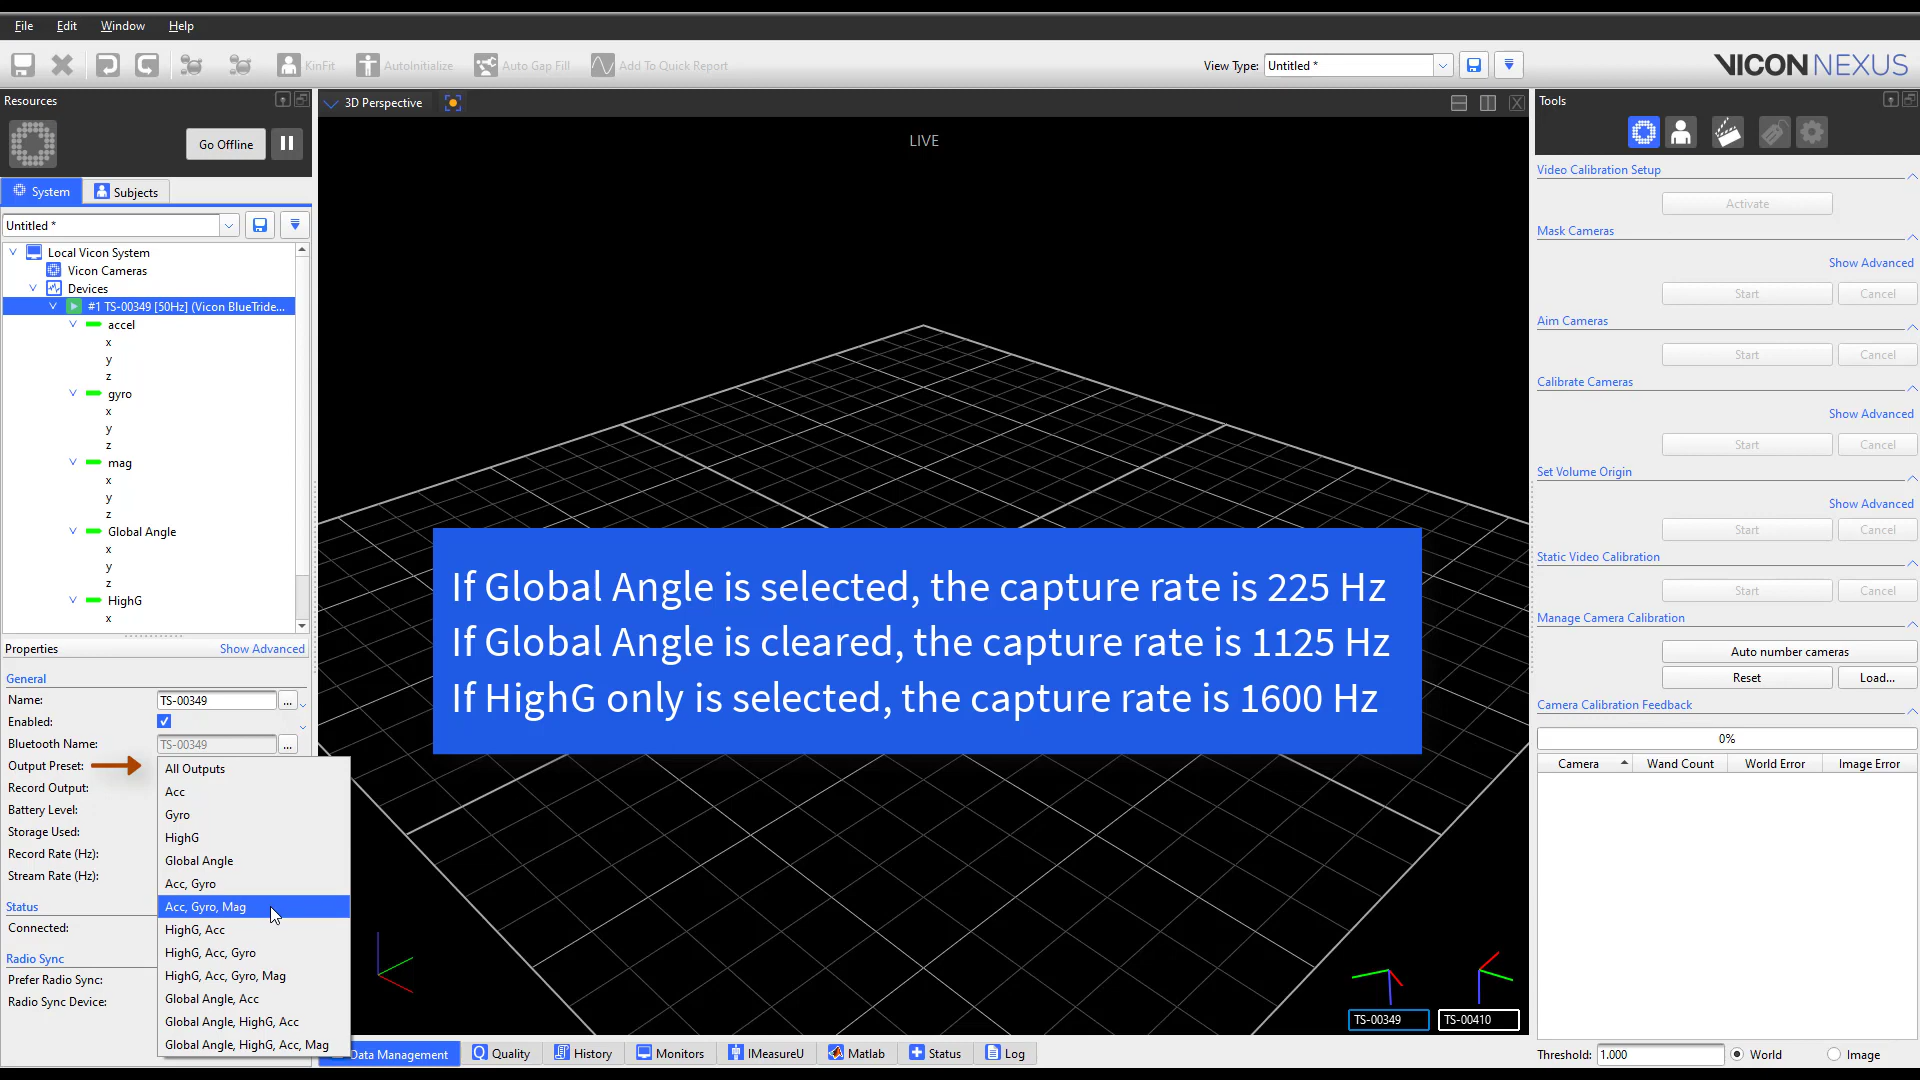 File Edit Window Help
KinFit AutoInitialize Auto Gap Fill Add To Quick Report View Type: Untitled * VICON NEXUS
Resources
3D Perspective
Tools
Go Offline
LIVE
System Subjects
Untitled *
Local Vicon System
Vicon Cameras
Devices
#1 TS-00349 [50Hz] (Vicon BlueTride...
accel
x
y
z
gyro
x
y
z
mag
x
y
z
Global Angle
x
y
z
HighG
x
Properties Show Advanced
General
Name: TS-00349 ...
Enabled:
Bluetooth Name: TS-00349 ...
Output Preset:
Record Output:
Battery Level:
Storage Used:
Record Rate (Hz):
Stream Rate (Hz):
Status
Connected:
Radio Sync
Prefer Radio Sync:
Radio Sync Device:
All Outputs
Acc
Gyro
HighG
Global Angle
Acc, Gyro
Acc, Gyro, Mag
HighG, Acc
HighG, Acc, Gyro
HighG, Acc, Gyro, Mag
Global Angle, Acc
Global Angle, HighG, Acc
Global Angle, HighG, Acc, Mag
If Global Angle is selected, the capture rate is 225 Hz
If Global Angle is cleared, the capture rate is 1125 Hz
If HighG only is selected, the capture rate is 1600 Hz
TS-00349 TS-00410
Data Management Quality History Monitors IMeasureU Matlab Status Log
Video Calibration Setup
Activate
Mask Cameras
Show Advanced
Start Cancel
Aim Cameras
Start Cancel
Calibrate Cameras
Show Advanced
Start Cancel
Set Volume Origin
Show Advanced
Start Cancel
Static Video Calibration
Start Cancel
Manage Camera Calibration
Auto number cameras
Reset Load...
Camera Calibration Feedback
0%
Camera Wand Count World Error Image Error
Threshold: 1.000 World Image